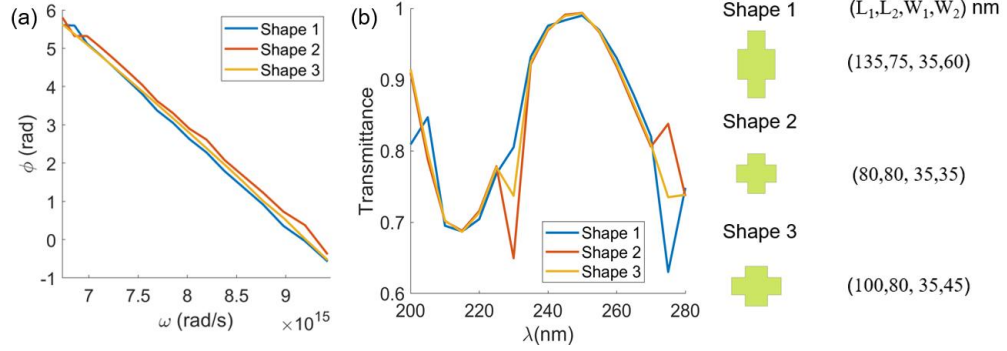 (a)
6
5
4
3
2
1
0
-1
ϕ (rad)
7
7.5
8
8.5
9
×10¹⁵
ω (rad/s)
Shape 1
Shape 2
Shape 3
(b)
1
0.9
0.8
0.7
0.6
Transmittance
200
220
240
260
280
λ(nm)
Shape 1
Shape 2
Shape 3
Shape 1
(L₁,L₂,W₁,W₂) nm
(135,75, 35,60)
Shape 2
(80,80, 35,35)
Shape 3
(100,80, 35,45)